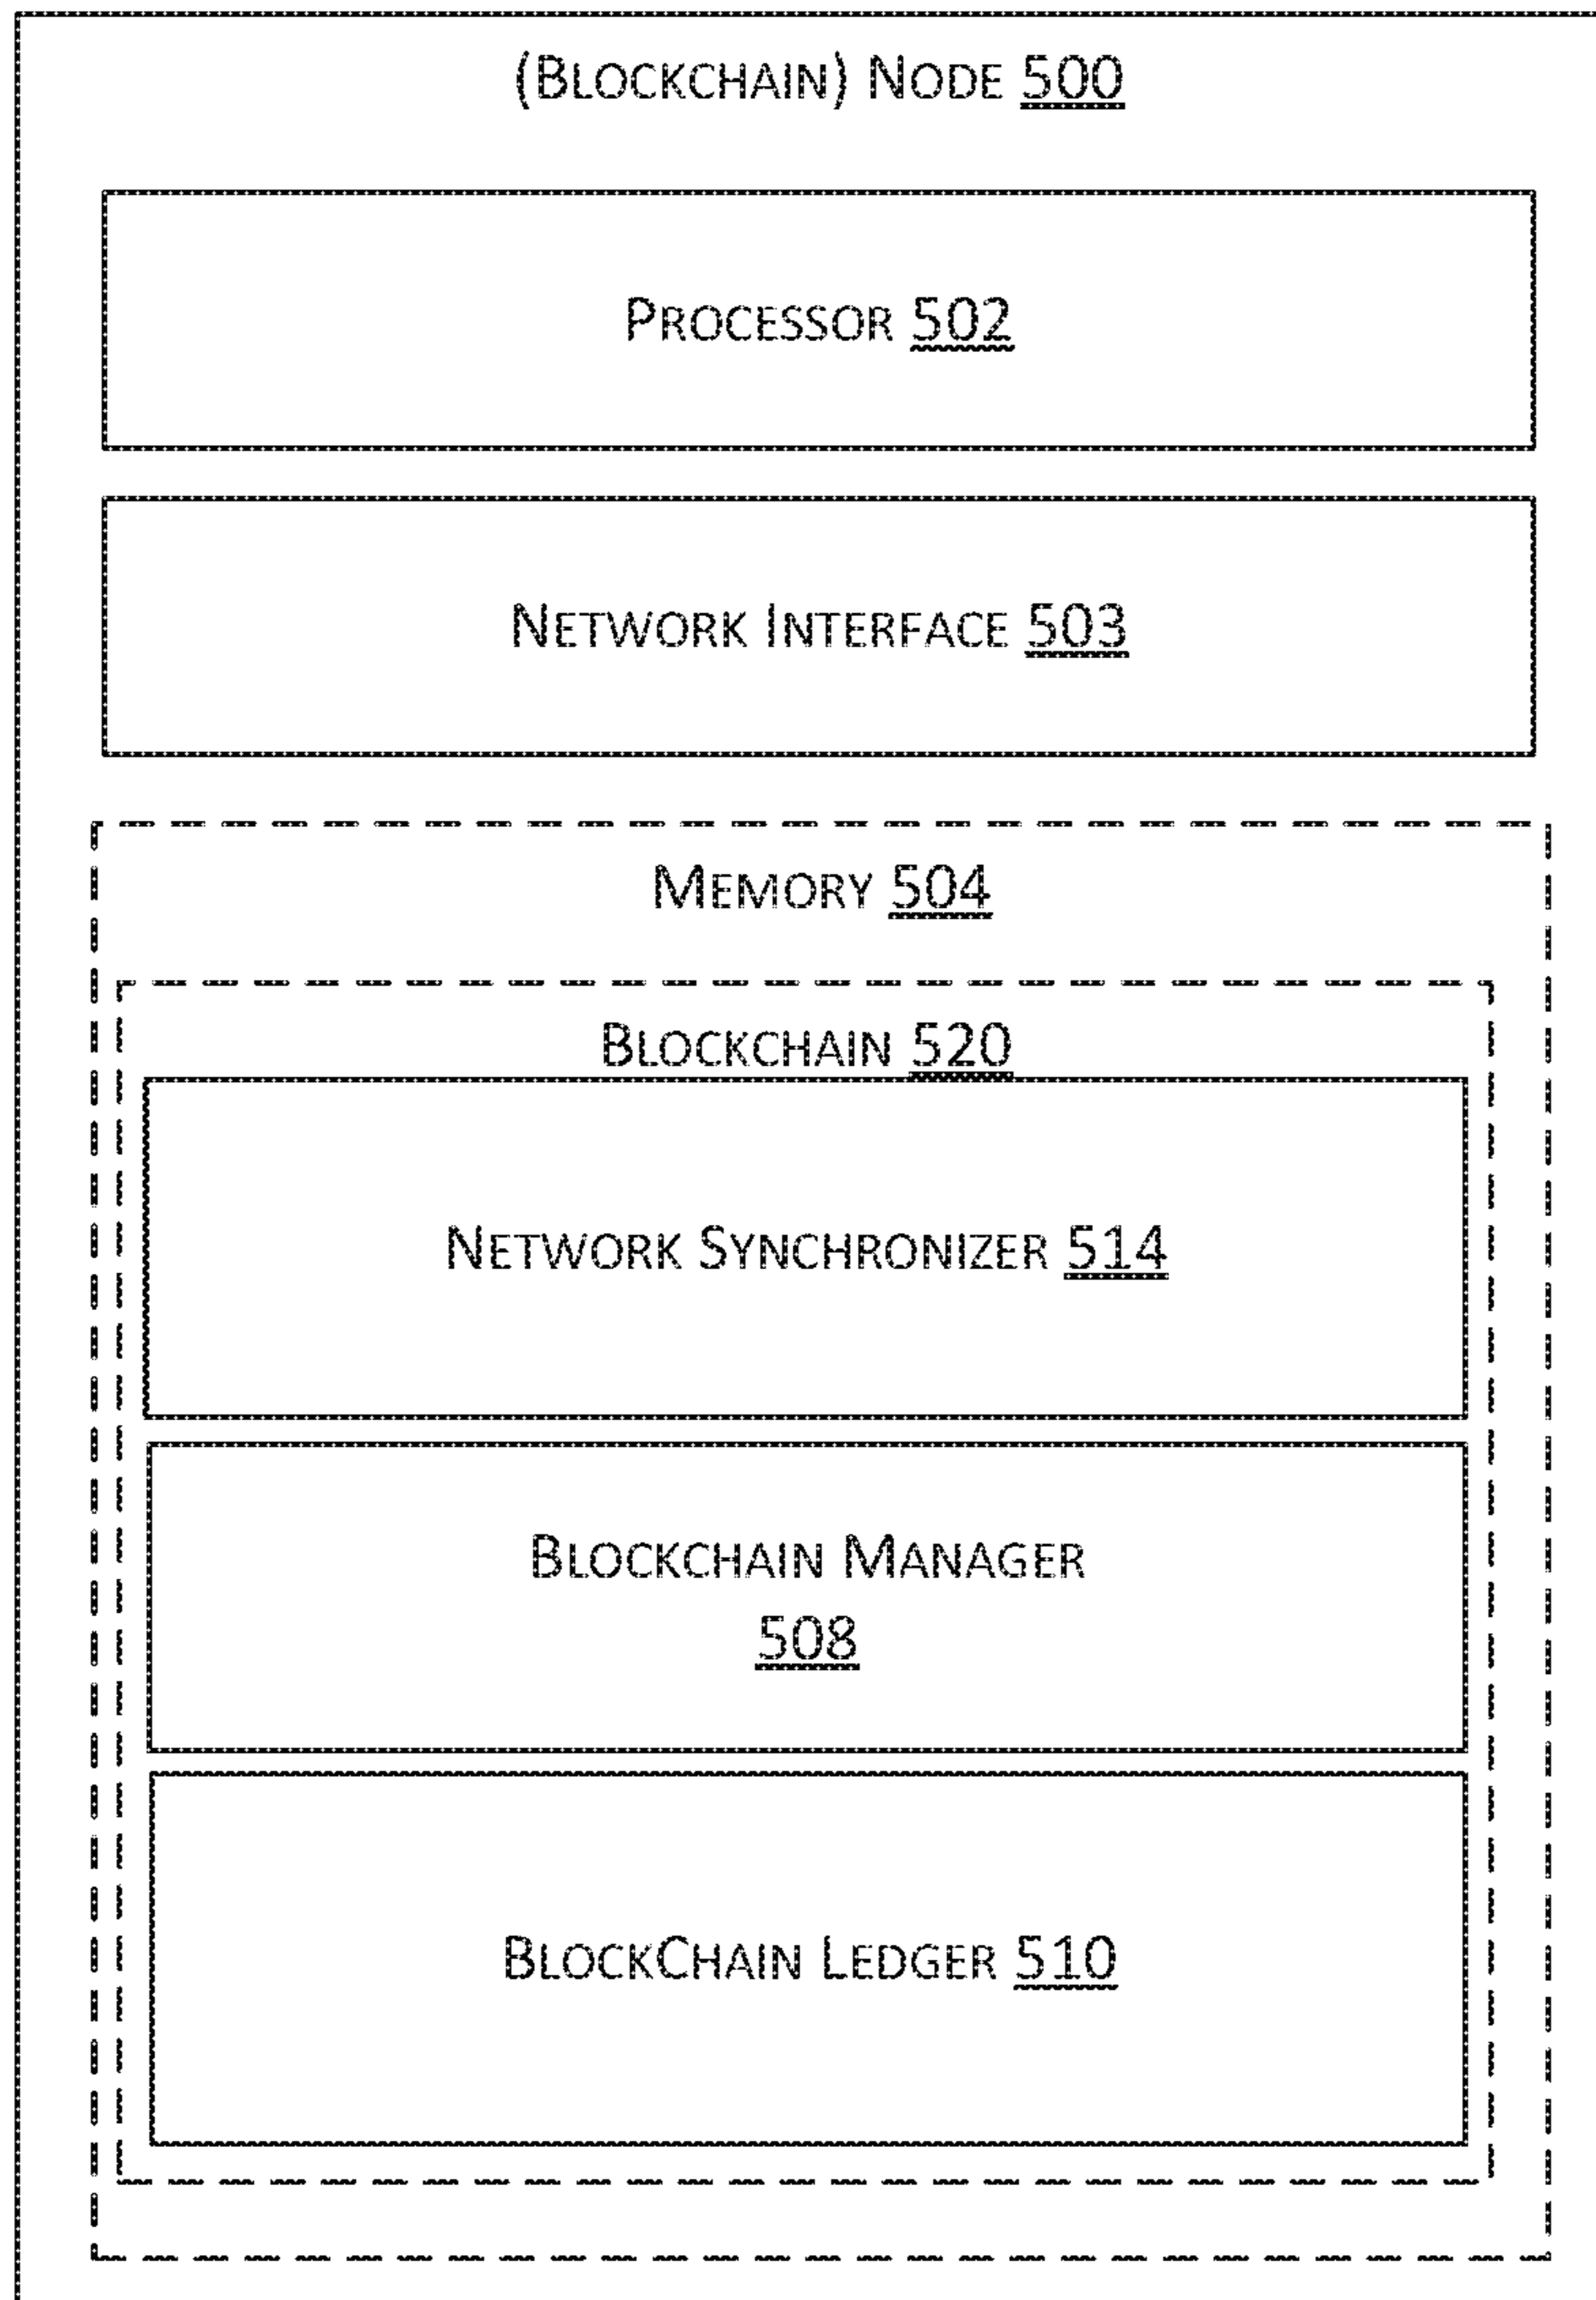 (Blockchain) Node 500
Processor 502
Network Interface 503
Memory 504
Blockchain 520
Network Synchronizer 514
Blockchain Manager
508
BlockChain Ledger 510